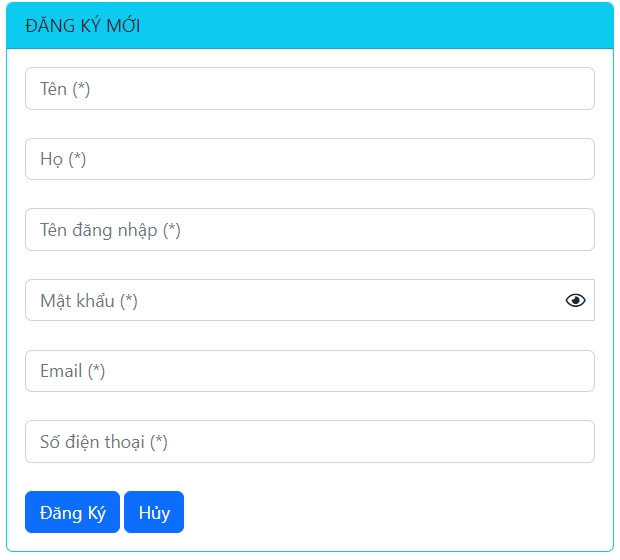 ĐĂNG KÝ MỚI
Tên (*)
Họ (*)
Tên đăng nhập (*)
Mật khẩu (*)
Email (*)
Số điện thoại (*)
Đăng Ký Hủy